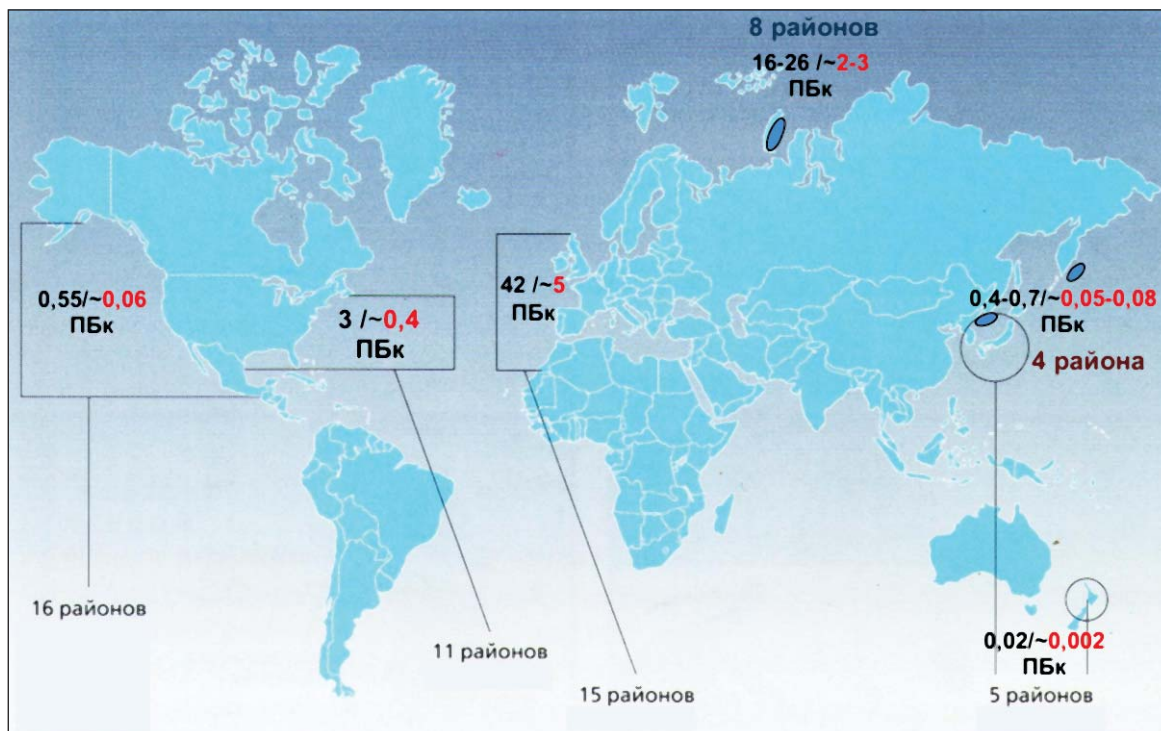 8 районов
16-26 /~2-3
ПБк
0,55/~0,06
ПБк
3 /~0,4
ПБк
42 /~5
ПБк
0,4-0,7/~0,05-0,08
ПБк
4 района
16 районов
11 районов
15 районов
0,02/~0,002
ПБк
5 районов